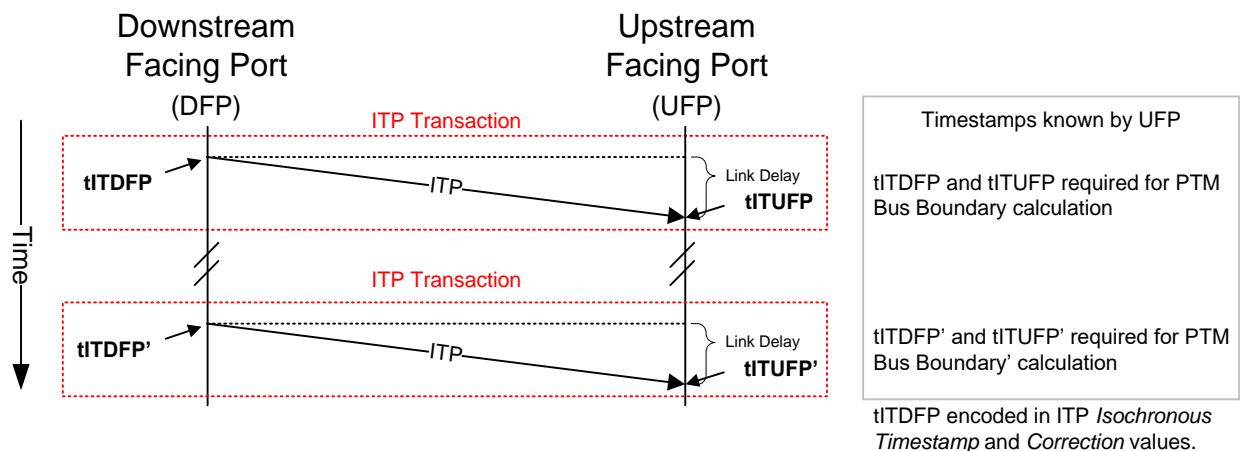 Downstream
Facing Port
(DFP)
Upstream
Facing Port
(UFP)
Time
ITP Transaction
tITDFP
ITP
Link Delay
tITUFP
Timestamps known by UFP
tITDFP and tITUFP required for PTM
Bus Boundary calculation
ITP Transaction
tITDFP’
ITP
Link Delay
tITUFP’
tITDFP’ and tITUFP’ required for PTM
Bus Boundary’ calculation
tITDFP encoded in ITP Isochronous
Timestamp and Correction values.